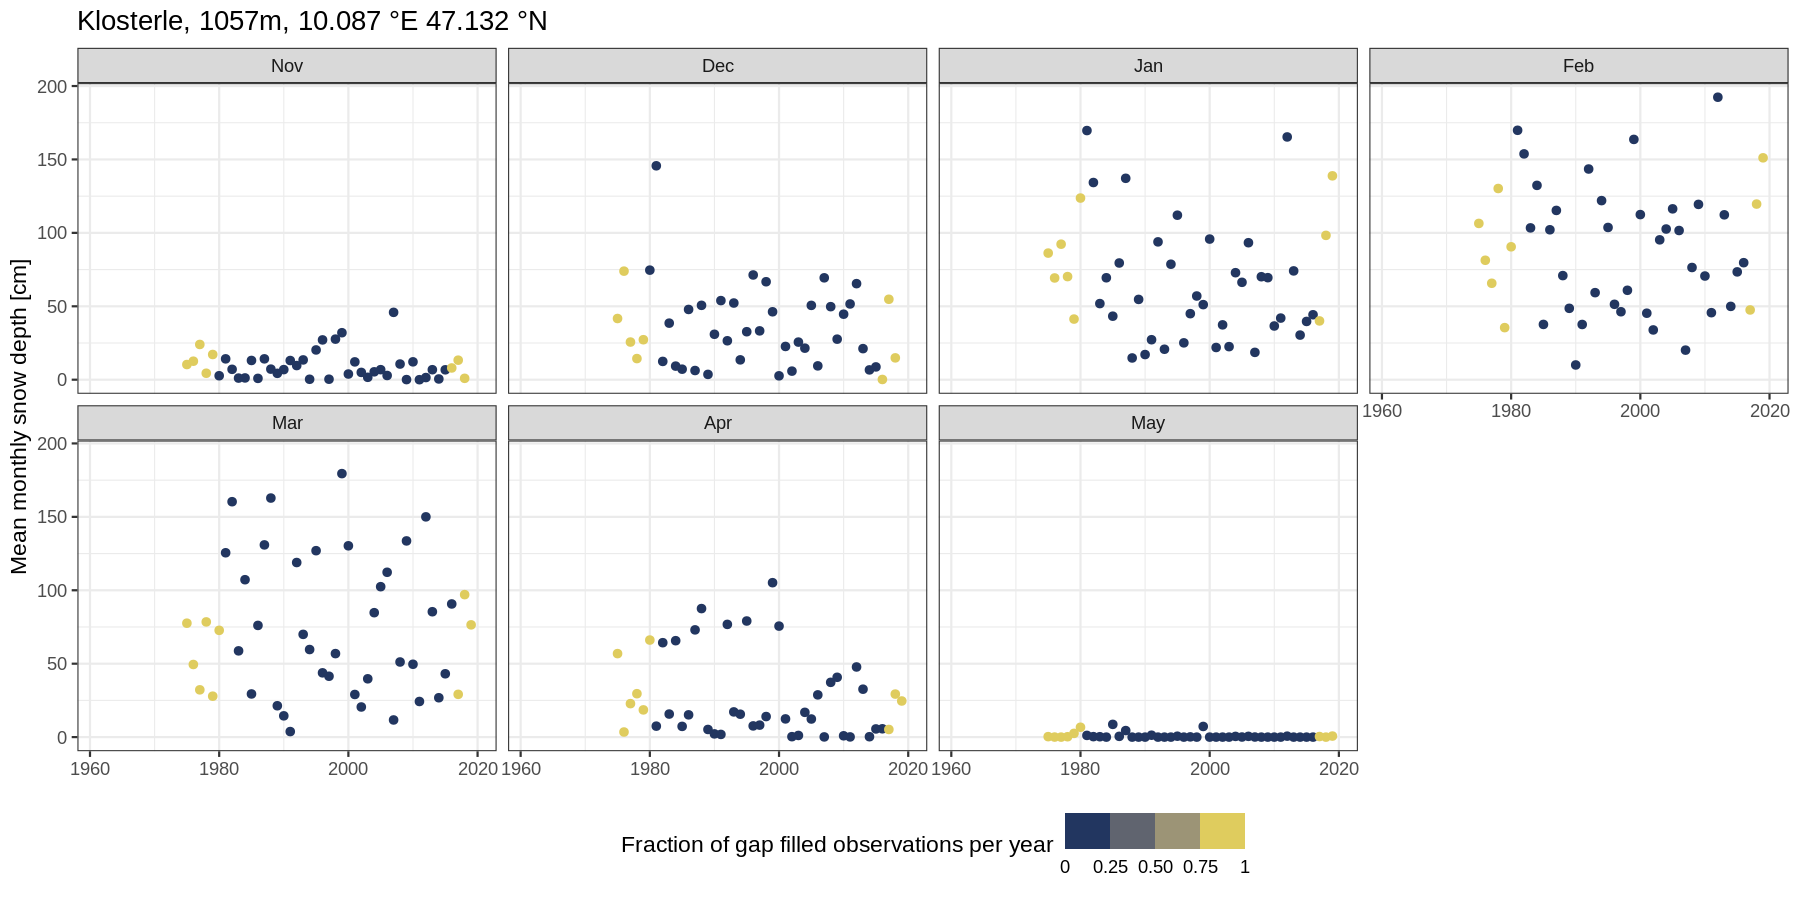 Klosterle, 1057m, 10.087 °E 47.132 °N
Nov Dec Jan Feb
200
150
100
50
0
1960 1980 2000 2020
Mar Apr May
200
150
100
50
0
1960 1980 2000 2020 1960 1980 2000 2020 1960 1980 2000 2020
Mean monthly snow depth [cm]
Fraction of gap filled observations per year
0 0.25 0.50 0.75 1